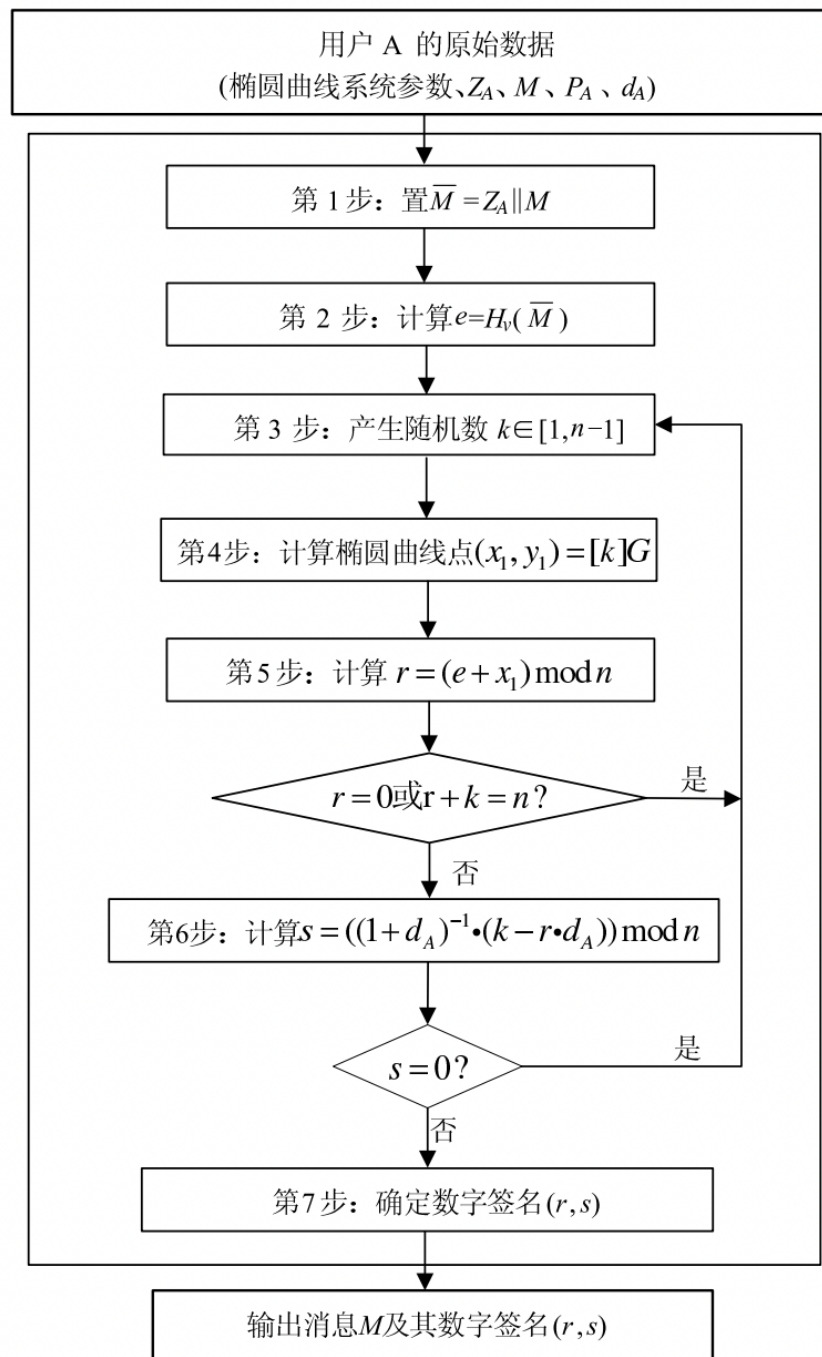 用户 A 的原始数据
(椭圆曲线系统参数、Z_A、M、P_A、d_A)
第 1步：置M̅ =Z_A‖M
第 2 步：计算e=H_v( M̅ )
第 3 步：产生随机数 k∈[1,n−1]
第4步：计算椭圆曲线点(x₁, y₁)=[k]G
第5步：计算 r=(e+x₁)mod n
r=0或r+k=n?
是
否
第6步：计算s=((1+d_A)⁻¹•(k−r•d_A))mod n
s=0?
是
否
第7步：确定数字签名(r,s)
输出消息M及其数字签名(r,s)